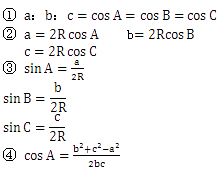 ① a：b：c＝cos A＝cos B＝cos C
② a＝2R cos A  b＝2Rcos B
c＝2R cos C
③ sin A＝a/2R
sin B＝b/2R
sin C＝c/2R
④ cos A＝(b²+c²−a²)/2bc